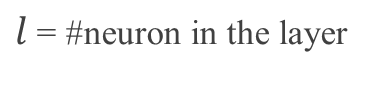 l = #neuron in the layer